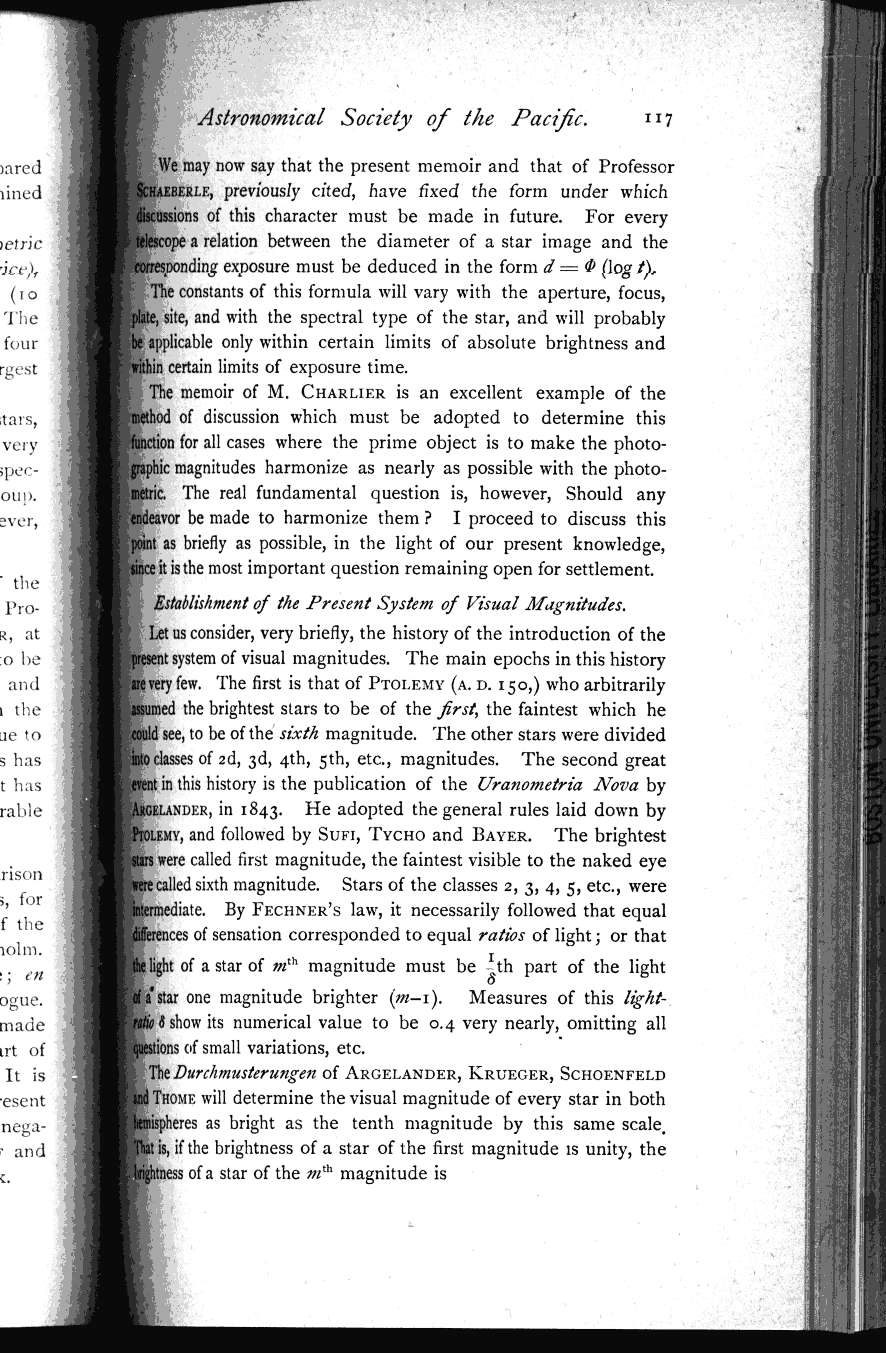 Astronomical Society of the Pacific. 117
We may now say that the present memoir and that of Professor
SCHAEBERLE, previously cited, have fixed the form under which
discussions of this character must be made in future. For every
telescope a relation between the diameter of a star image and the
corresponding exposure must be deduced in the form d = Φ (log t).
The constants of this formula will vary with the aperture, focus,
plate, site, and with the spectral type of the star, and will probably
be applicable only within certain limits of absolute brightness and
within certain limits of exposure time.
The memoir of M. CHARLIER is an excellent example of the
method of discussion which must be adopted to determine this
function for all cases where the prime object is to make the photo-
graphic magnitudes harmonize as nearly as possible with the photo-
metric. The real fundamental question is, however, Should any
endeavor be made to harmonize them? I proceed to discuss this
point as briefly as possible, in the light of our present knowledge,
since it is the most important question remaining open for settlement.
Establishment of the Present System of Visual Magnitudes.
Let us consider, very briefly, the history of the introduction of the
present system of visual magnitudes. The main epochs in this history
are very few. The first is that of PTOLEMY (A. D. 150,) who arbitrarily
assumed the brightest stars to be of the first, the faintest which he
could see, to be of the sixth magnitude. The other stars were divided
into classes of 2d, 3d, 4th, 5th, etc., magnitudes. The second great
event in this history is the publication of the Uranometria Nova by
ARGELANDER, in 1843. He adopted the general rules laid down by
PTOLEMY, and followed by SUFI, TYCHO and BAYER. The brightest
stars were called first magnitude, the faintest visible to the naked eye
were called sixth magnitude. Stars of the classes 2, 3, 4, 5, etc., were
intermediate. By FECHNER'S law, it necessarily followed that equal
differences of sensation corresponded to equal ratios of light; or that
the light of a star of mth magnitude must be 1/δth part of the light
of a star one magnitude brighter (m–1). Measures of this light-
ratio δ show its numerical value to be 0.4 very nearly, omitting all
questions of small variations, etc.
The Durchmusterungen of ARGELANDER, KRUEGER, SCHOENFELD
and THOME will determine the visual magnitude of every star in both
hemispheres as bright as the tenth magnitude by this same scale.
That is, if the brightness of a star of the first magnitude is unity, the
brightness of a star of the mth magnitude is